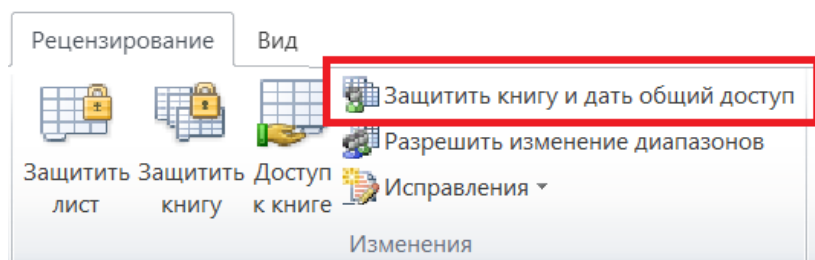 Рецензирование Вид
Защитить книгу и дать общий доступ
Разрешить изменение диапазонов
Исправления
Защитить лист
Защитить книгу
Доступ к книге
Изменения